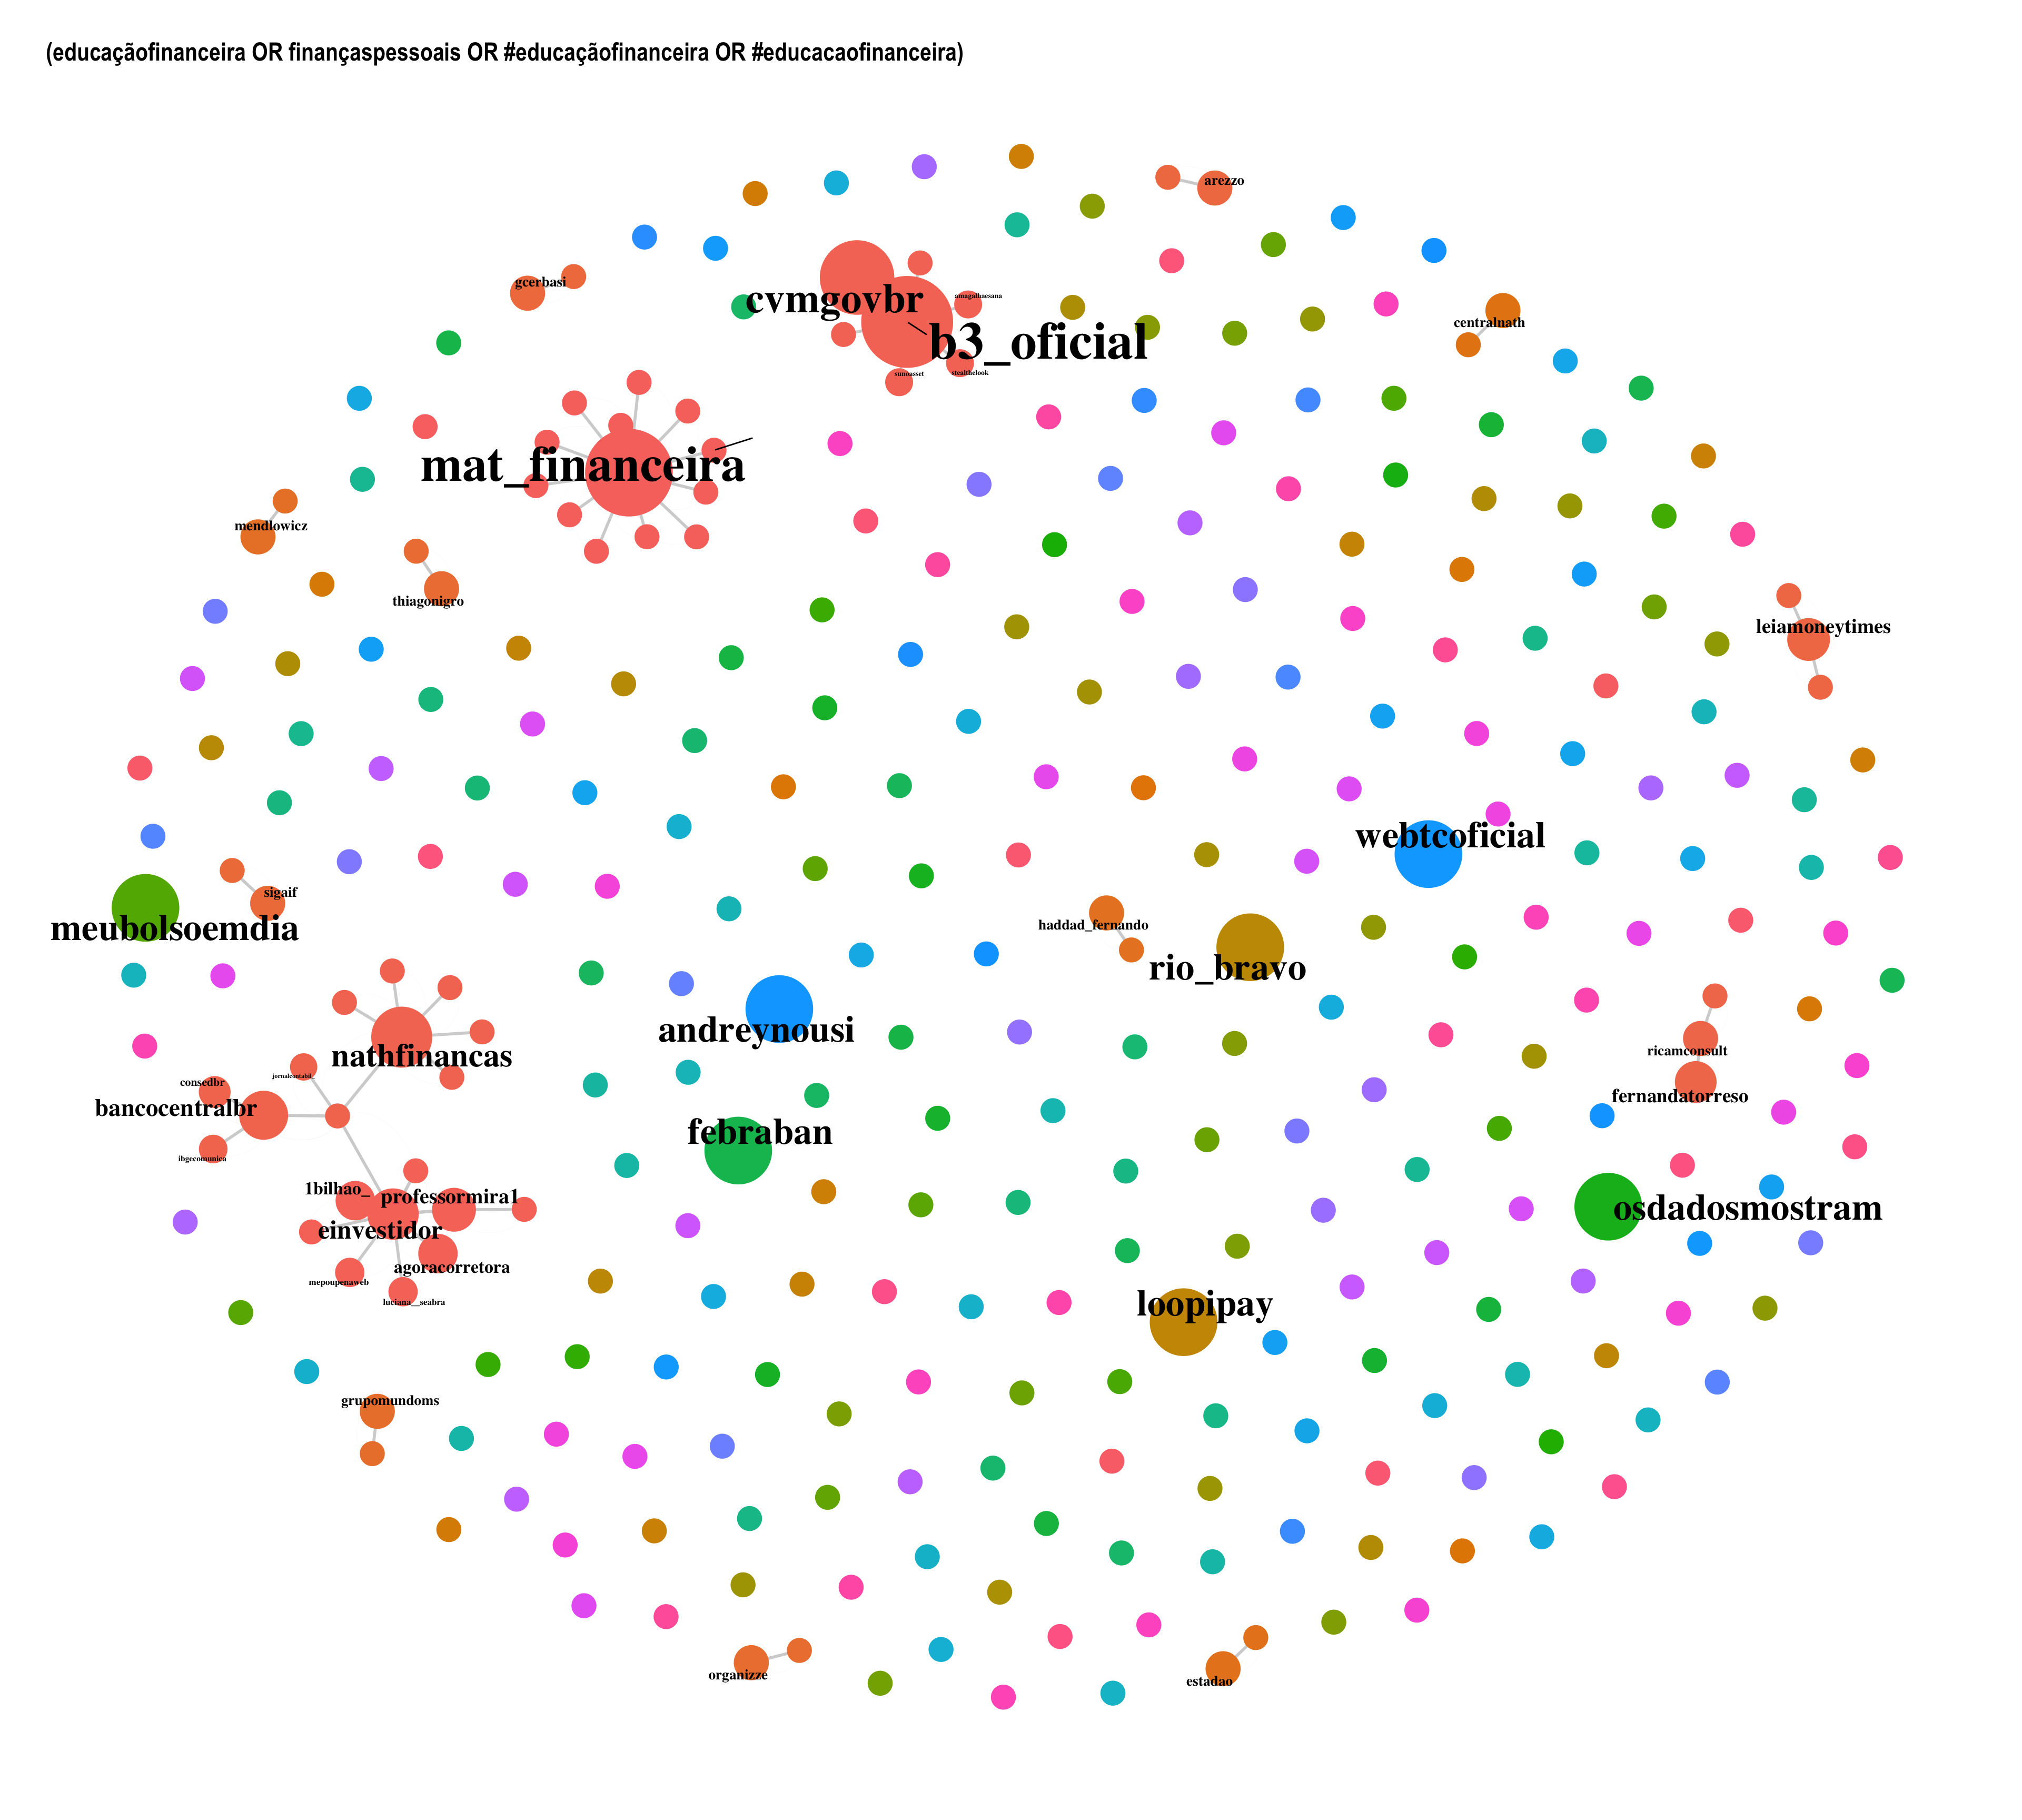 (educaçãofinanceira OR finançaspessoais OR #educaçãofinanceira OR #educacaofinanceira)
arezzo
gcerbasi
cvmgovbr
amagalhaesana
b3_oficial
centralnath
sunoasset
stealthelook
mat_financeira
mendlowicz
thiagonigro
leiamoneytimes
webtcoficial
sigaif
meubolsoemdia
haddad_fernando
rio_bravo
andreynousi
nathfinancas
ricamconsult
jornalcontabil_
consedbr
fernandatorreso
bancocentralbr
febraban
ibgecomunica
1bilhao_
professormira1
osdadosmostram
einvestidor
agoracorretora
mepoupenaweb
luciana__seabra
loopipay
grupomundoms
organizze
estadao